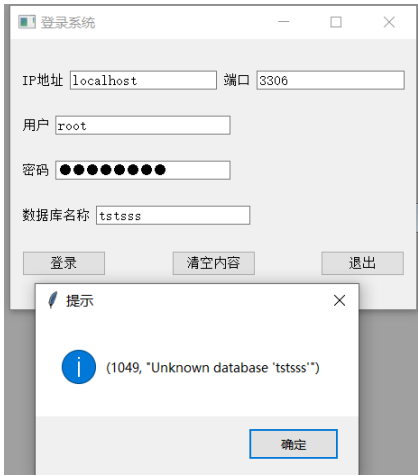 登录系统
IP地址 localhost 端口 3306
用户 root
密码 ●●●●●●●●
数据库名称 tstsss
登录 清空内容 退出
提示
(1049, "Unknown database 'tstsss'")
确定